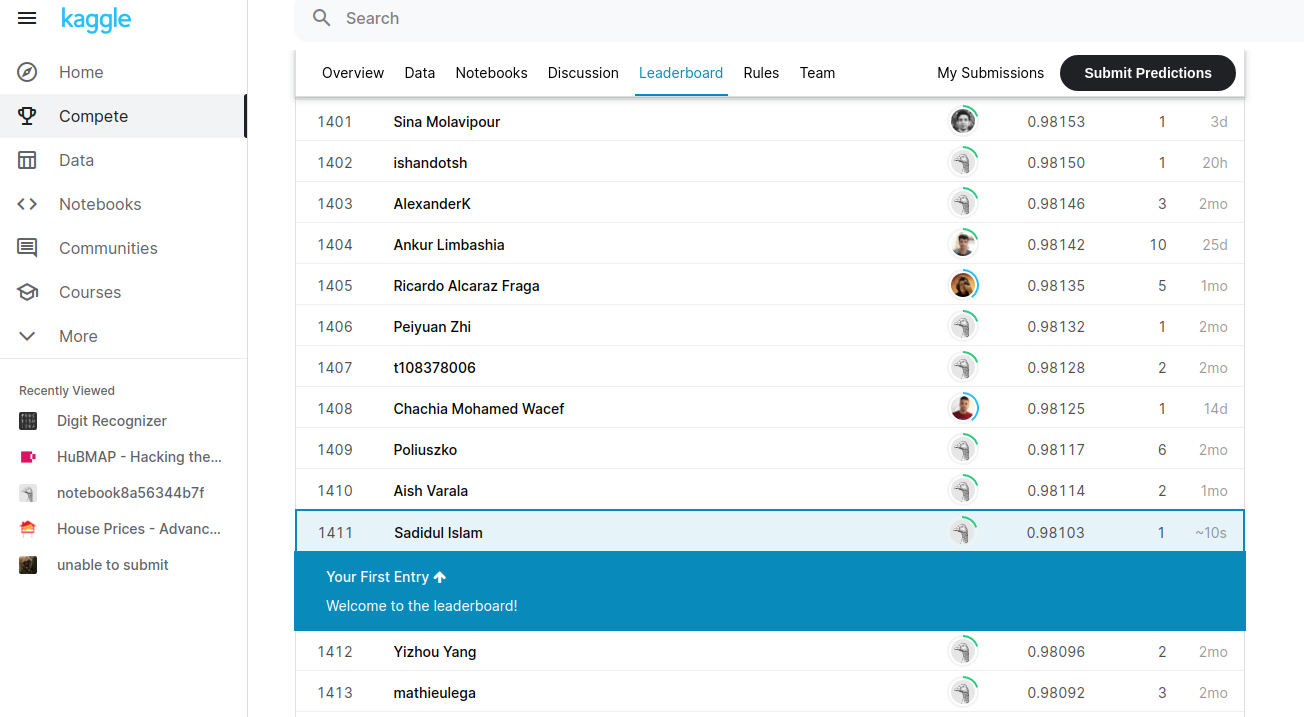 kaggle
Search
Home
Compete
Data
Notebooks
Communities
Courses
More
Recently Viewed
Digit Recognizer
HuBMAP - Hacking the...
notebook8a56344b7f
House Prices - Advanc...
unable to submit
Overview Data Notebooks Discussion Leaderboard Rules Team My Submissions Submit Predictions
1401 Sina Molavipour 0.98153 1 3d
1402 ishandotsh 0.98150 1 20h
1403 AlexanderK 0.98146 3 2mo
1404 Ankur Limbashia 0.98142 10 25d
1405 Ricardo Alcaraz Fraga 0.98135 5 1mo
1406 Peiyuan Zhi 0.98132 1 2mo
1407 t108378006 0.98128 2 2mo
1408 Chachia Mohamed Wacef 0.98125 1 14d
1409 Poliuszko 0.98117 6 2mo
1410 Aish Varala 0.98114 2 1mo
1411 Sadidul Islam 0.98103 1 ~10s
Your First Entry
Welcome to the leaderboard!
1412 Yizhou Yang 0.98096 2 2mo
1413 mathieulega 0.98092 3 2mo